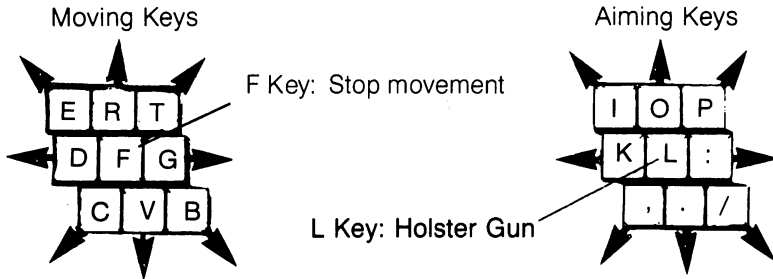 Moving Keys
Aiming Keys
F Key: Stop movement
E R T
D F G
C V B
I O P
K L :
, . /
L Key: Holster Gun